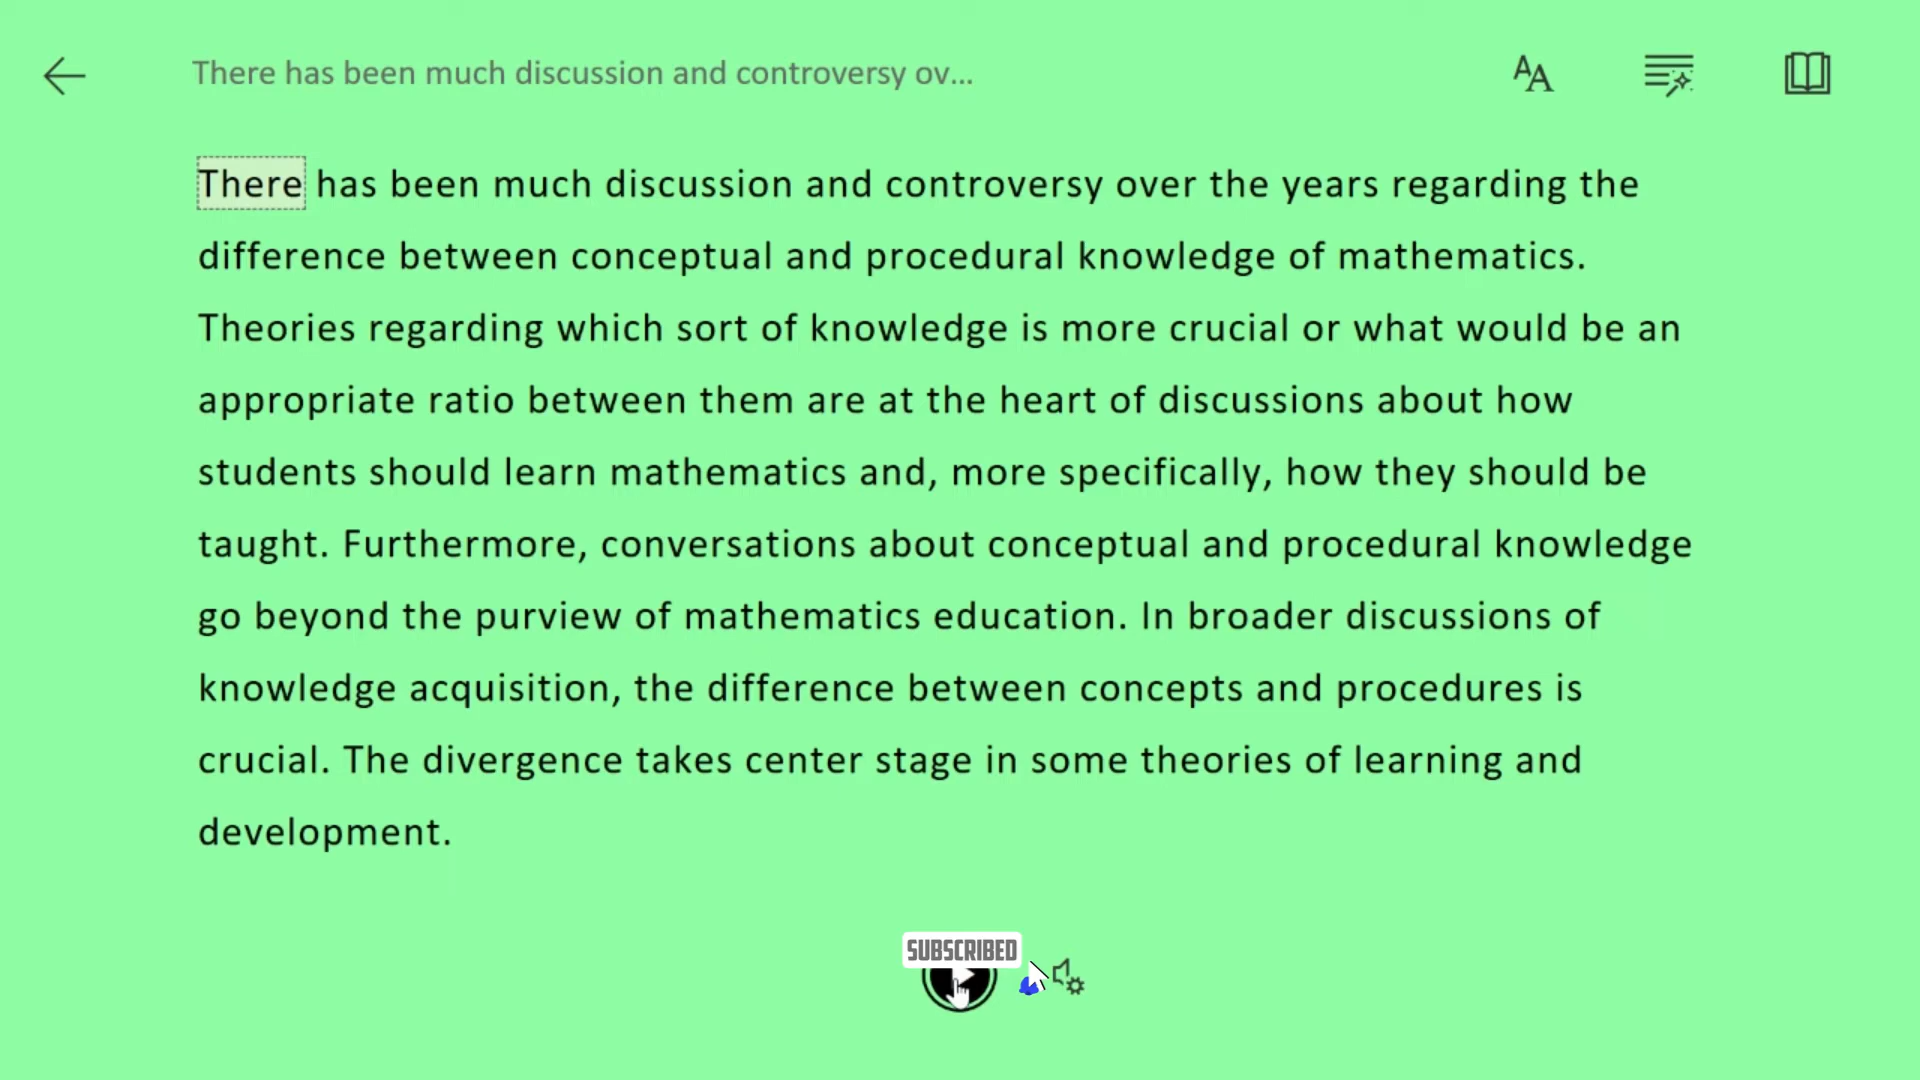 There has been much discussion and controversy ov...
There has been much discussion and controversy over the years regarding the
difference between conceptual and procedural knowledge of mathematics.
Theories regarding which sort of knowledge is more crucial or what would be an
appropriate ratio between them are at the heart of discussions about how
students should learn mathematics and, more specifically, how they should be
taught. Furthermore, conversations about conceptual and procedural knowledge
go beyond the purview of mathematics education. In broader discussions of
knowledge acquisition, the difference between concepts and procedures is
crucial. The divergence takes center stage in some theories of learning and
development.
SUBSCRIBED